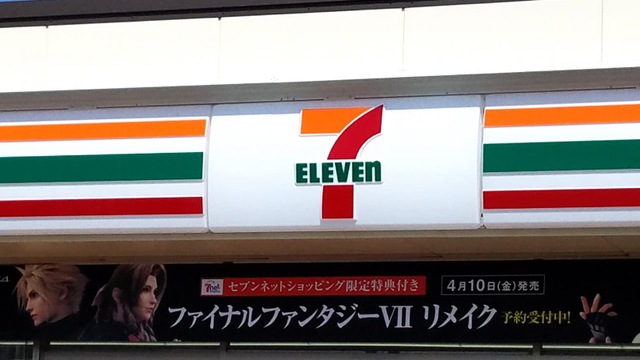 7
ELEVEn
7net セブンネットショッピング限定特典付き 4月10日(金)発売
ファイナルファンタジーVII リメイク 予約受付中!